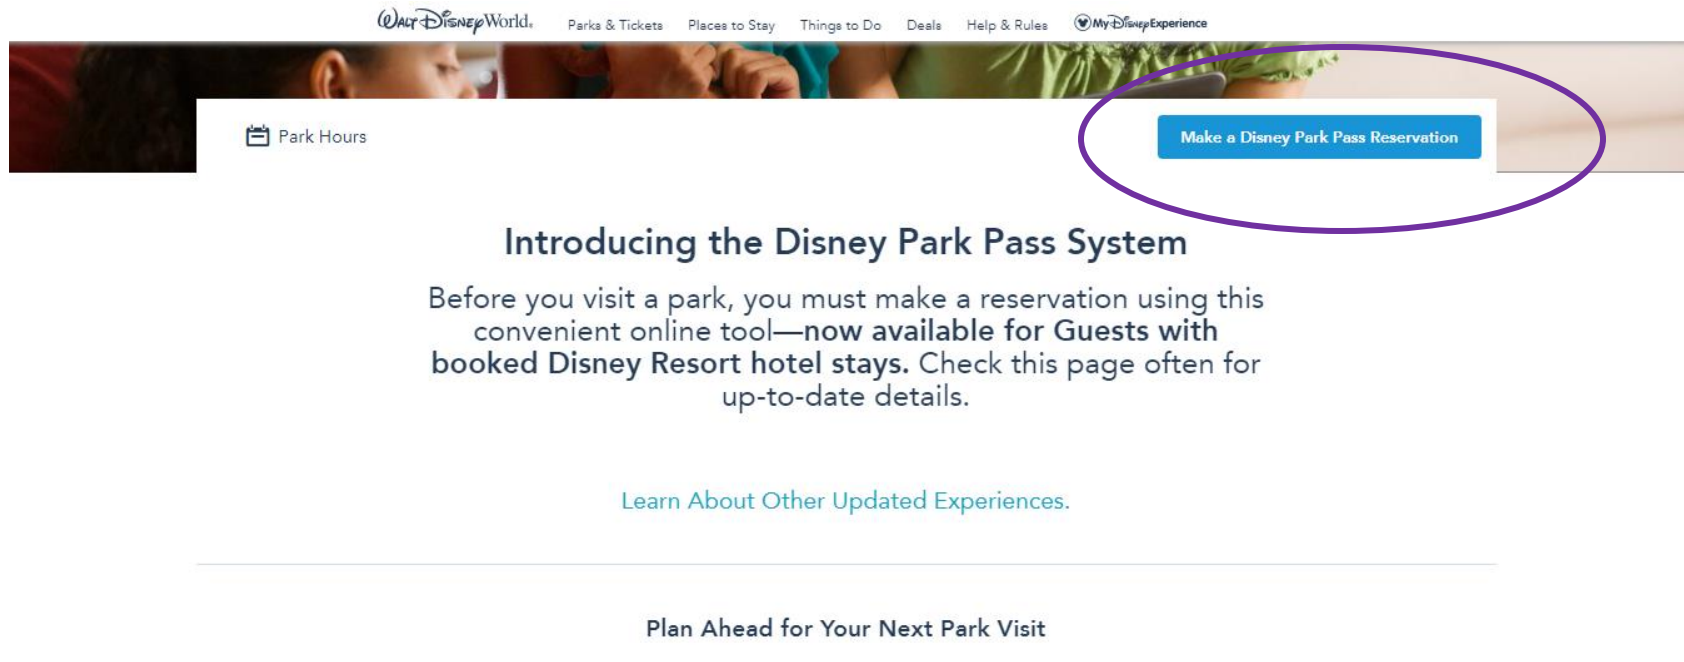 Walt Disney World. Parks & Tickets Places to Stay Things to Do Deals Help & Rules My Disney Experience
Park Hours
Make a Disney Park Pass Reservation
Introducing the Disney Park Pass System
Before you visit a park, you must make a reservation using this
convenient online tool—now available for Guests with
booked Disney Resort hotel stays. Check this page often for
up-to-date details.
Learn About Other Updated Experiences.
Plan Ahead for Your Next Park Visit